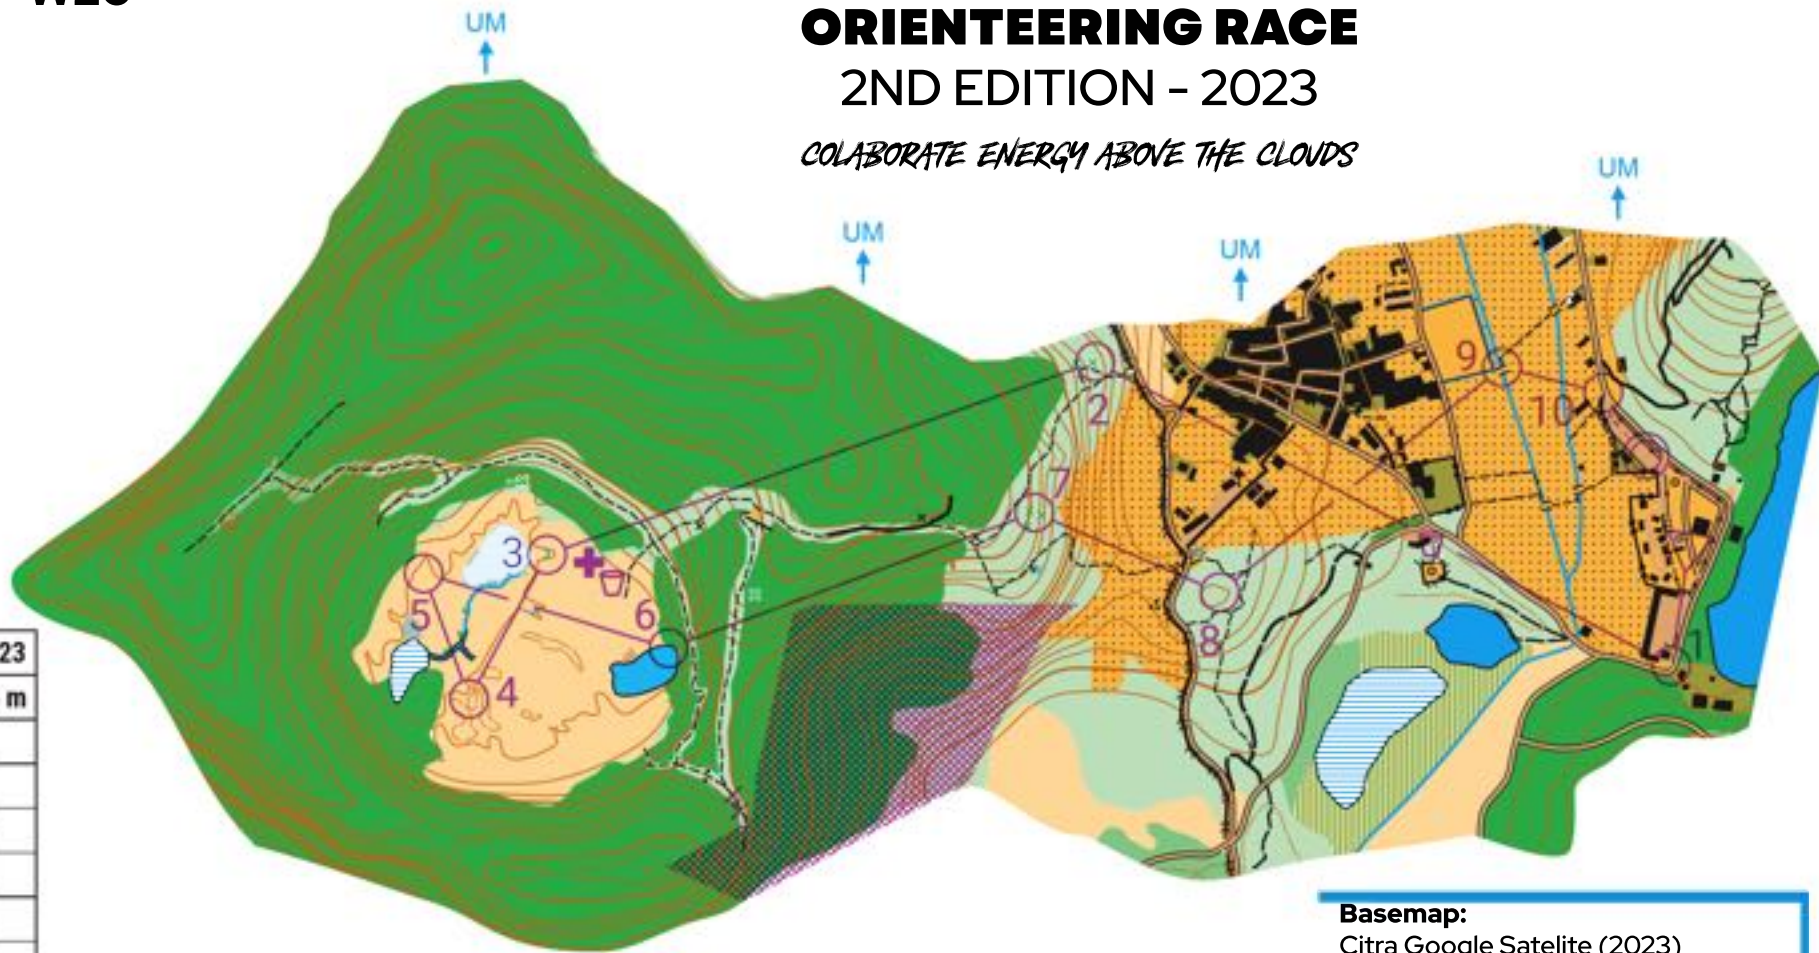 ORIENTEERING RACE
2ND EDITION - 2023
COLABORATE ENERGY ABOVE THE CLOUDS
UM
UM
UM
UM
2
9
10
7
3
5
6
4
8
1
23
m
Basemap:
Citra Google Satelite (2023)